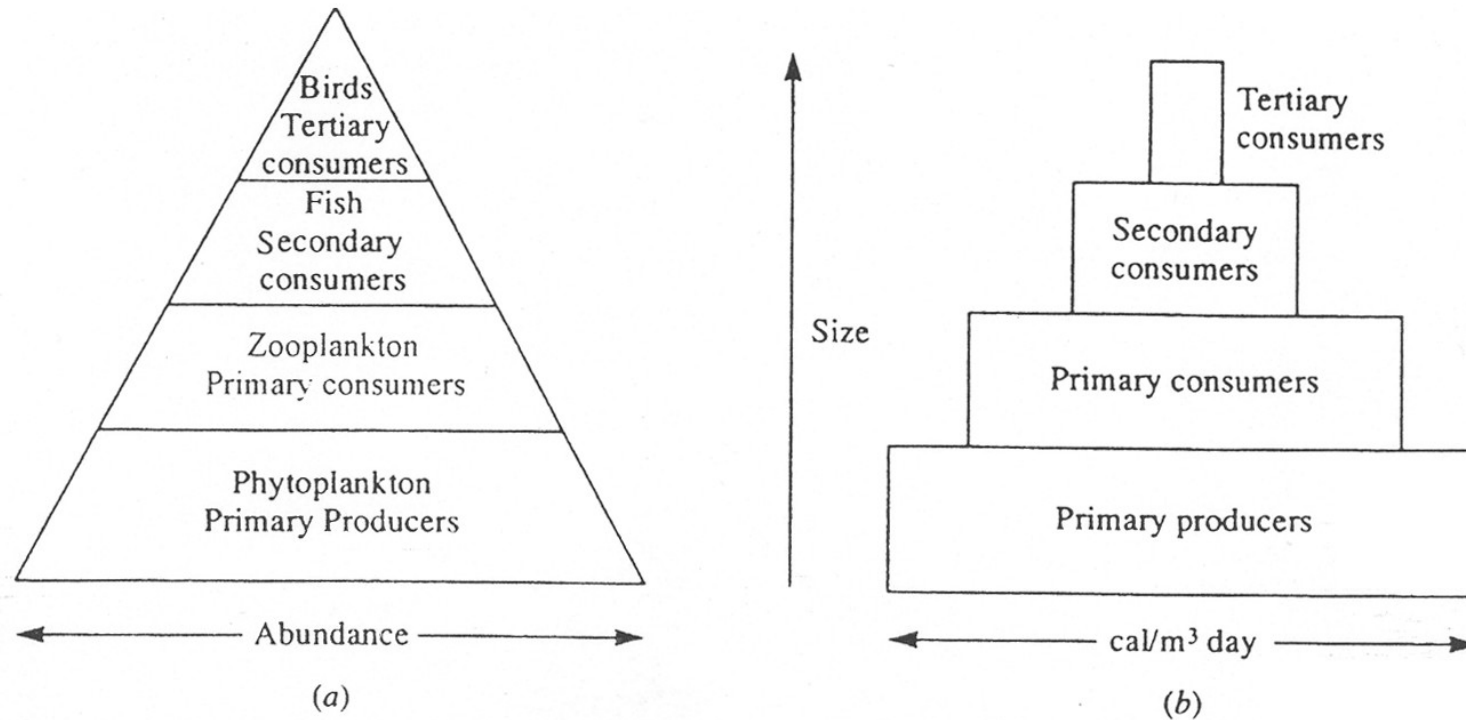 Birds
Tertiary
consumers
Fish
Secondary
consumers
Zooplankton
Primary consumers
Phytoplankton
Primary Producers
Abundance
(a)
Size
Tertiary
consumers
Secondary
consumers
Primary consumers
Primary producers
cal/m³ day
(b)